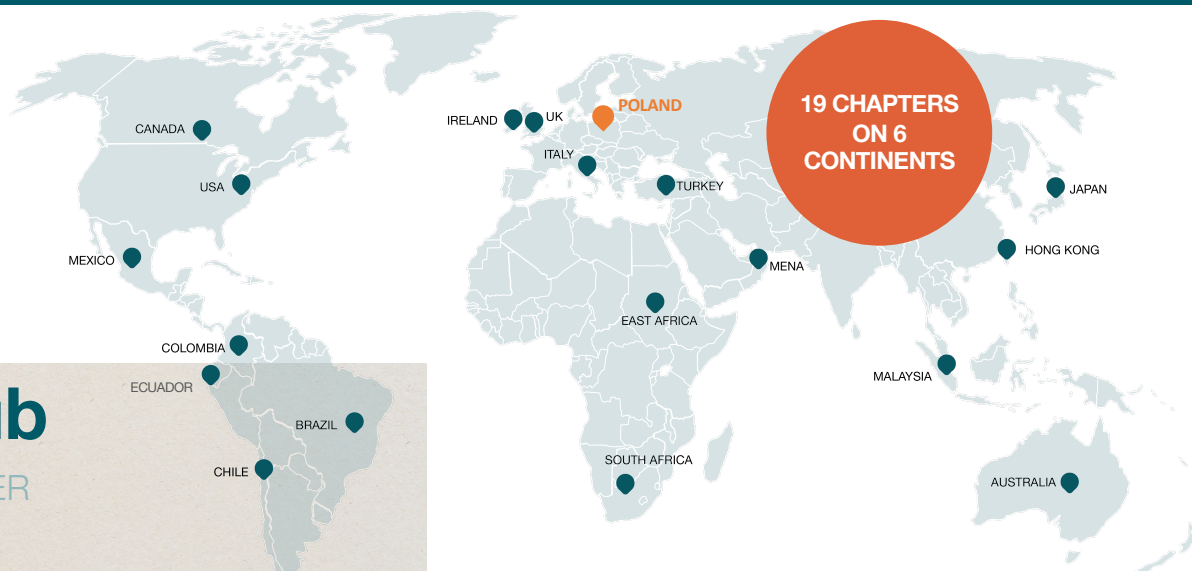 POLAND
IRELAND
UK
CANADA
ITALY
USA
TURKEY
JAPAN
19 CHAPTERS
ON 6
CONTINENTS
MEXICO
MENA
HONG KONG
EAST AFRICA
COLOMBIA
ECUADOR
MALAYSIA
BRAZIL
CHILE
SOUTH AFRICA
AUSTRALIA
ER